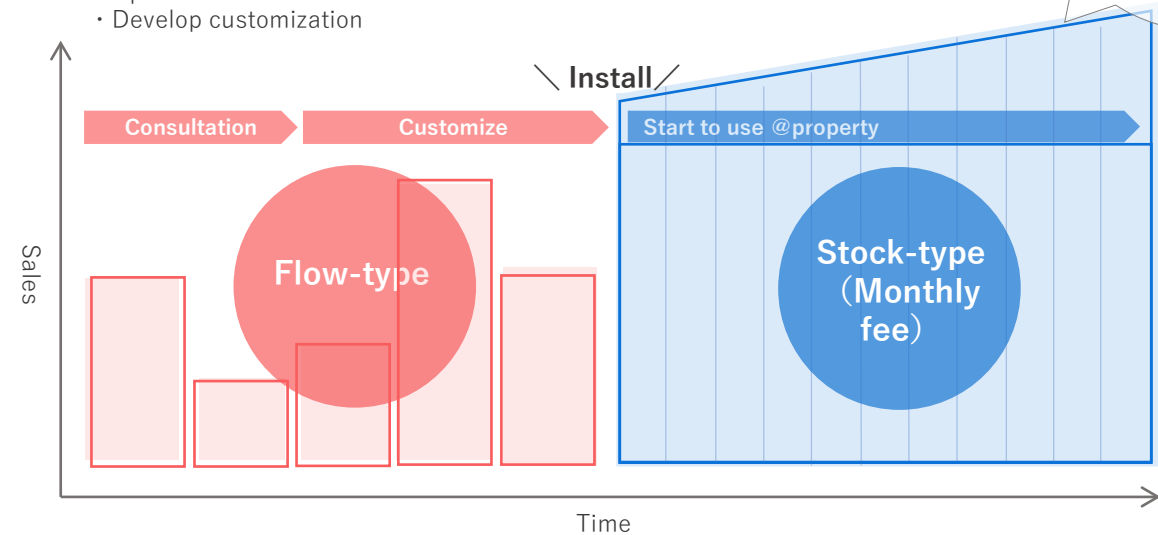 ・Develop customization
\ Install /
Consultation
Customize
Start to use @property
Sales
Flow-type
Stock-type
（Monthly
fee）
Time